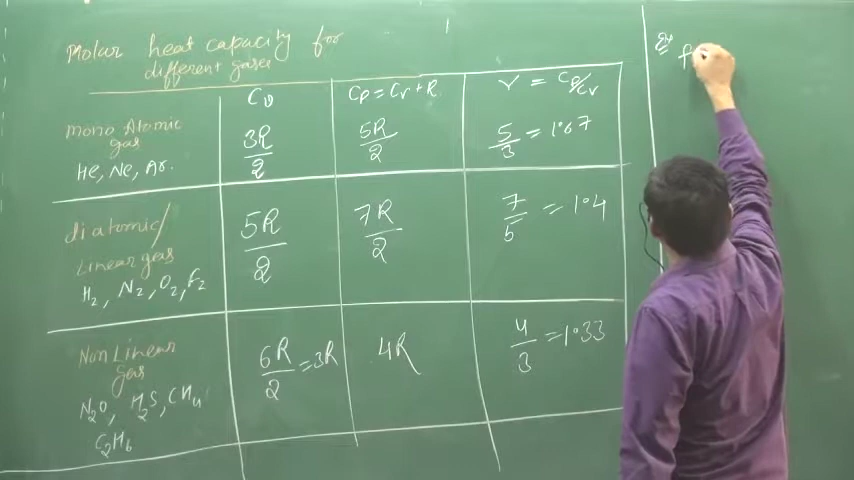 Molar heat capacity for
different gases
Cv
Cp = Cv + R
γ = Cp/Cv
Mono Atomic
gas
He, Ne, Ar.
3R/2
5R/2
5/3 = 1.67
diatomic/
Linear gas
H2, N2, O2, F2
5R/2
7R/2
7/5 = 1.4
Non Linear
gas
N2O, H2S, CH4
C2H6
6R/2 = 3R
4R
4/3 = 1.33